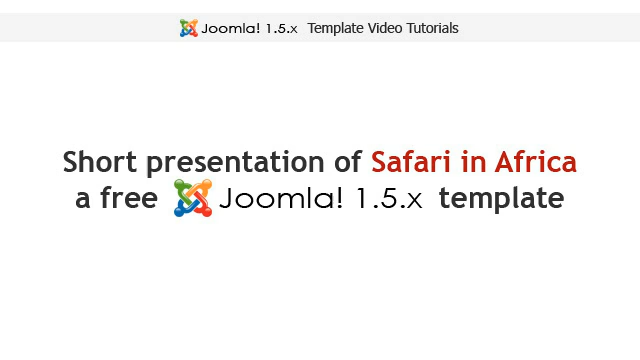 Joomla! 1.5.x Template Video Tutorials
Short presentation of Safari in Africa
a free Joomla! 1.5.x template